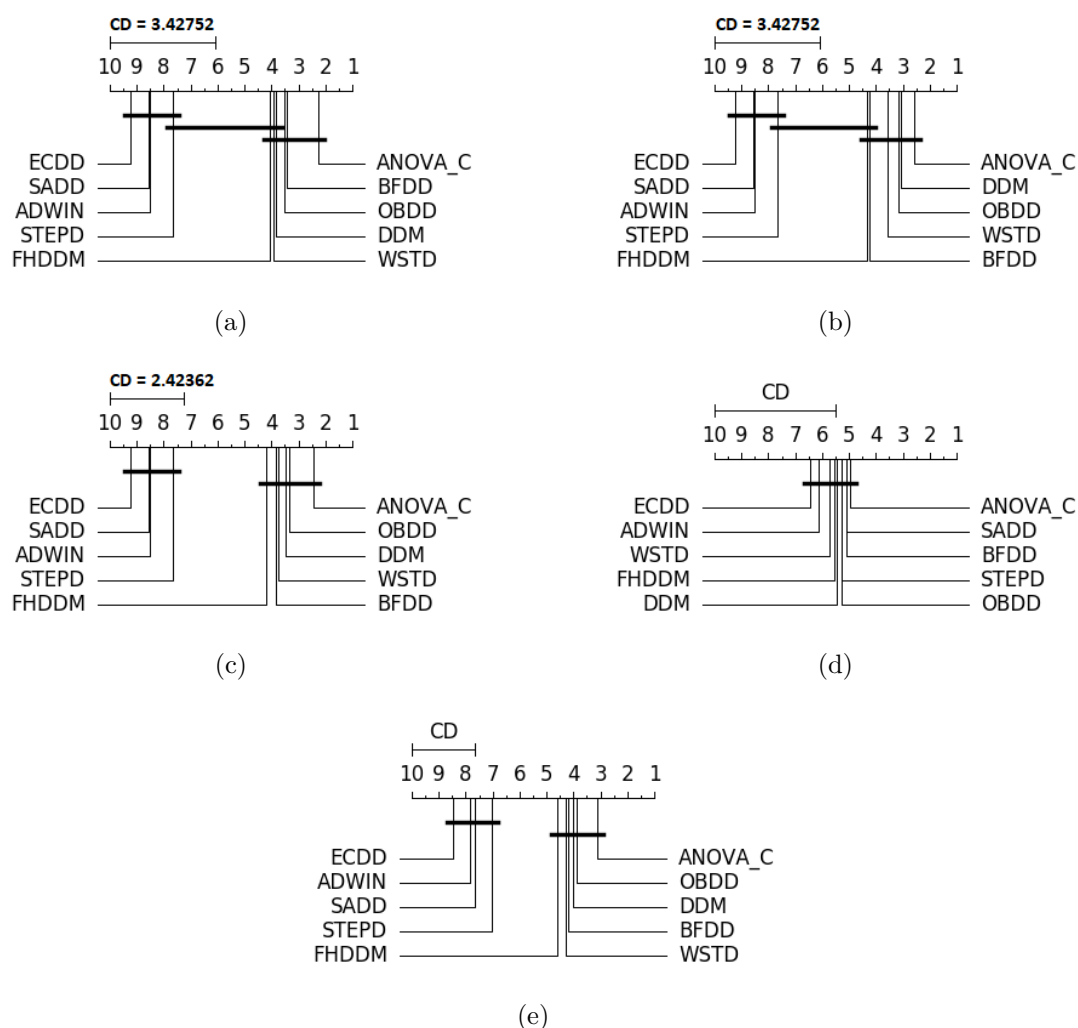 CD = 3.42752
10 9 8 7 6 5 4 3 2 1
ECDD ANOVA_C
SADD BFDD
ADWIN OBDD
STEPD DDM
FHDDM WSTD
(a)
CD = 3.42752
10 9 8 7 6 5 4 3 2 1
ECDD ANOVA_C
SADD DDM
ADWIN OBDD
STEPD WSTD
FHDDM BFDD
(b)
CD = 2.42362
10 9 8 7 6 5 4 3 2 1
ECDD ANOVA_C
SADD OBDD
ADWIN DDM
STEPD WSTD
FHDDM BFDD
(c)
CD
10 9 8 7 6 5 4 3 2 1
ECDD ANOVA_C
ADWIN SADD
WSTD BFDD
FHDDM STEPD
DDM OBDD
(d)
CD
10 9 8 7 6 5 4 3 2 1
ECDD ANOVA_C
ADWIN OBDD
SADD DDM
STEPD BFDD
FHDDM WSTD
(e)